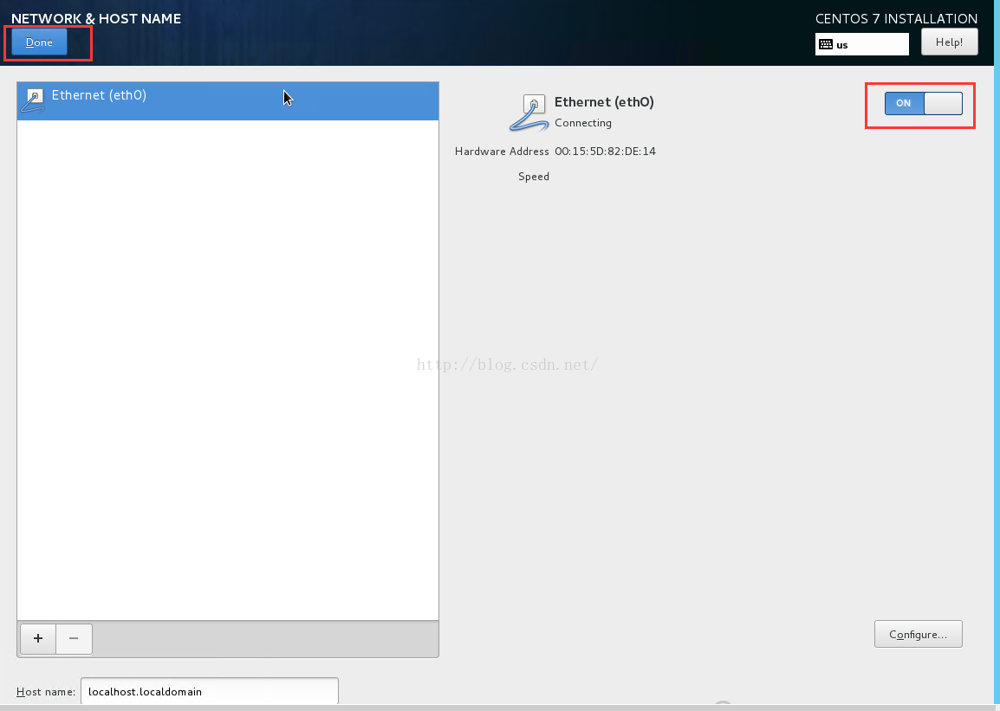 NETWORK & HOST NAME
CENTOS 7 INSTALLATION
Done
us
Help!
Ethernet (eth0)
Ethernet (eth0)
Connecting
ON
Hardware Address 00:15:5D:82:DE:14
Speed
http://blog.csdn.net/
+ −
Configure...
Host name: localhost.localdomain